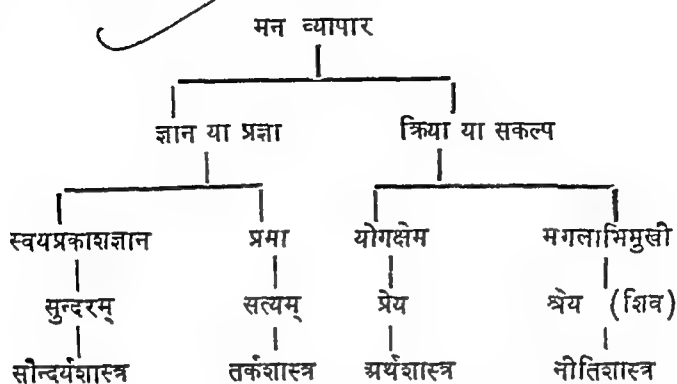 मन व्यापार
ज्ञान या प्रज्ञा क्रिया या सकल्प
स्वयप्रकाशज्ञान प्रमा योगक्षेम मगलाभिमुखी
सुन्दरम् सत्यम् प्रेय श्रेय (शिव)
सौन्दर्यशास्त्र तर्कशास्त्र अर्थशास्त्र नीतिशास्त्र